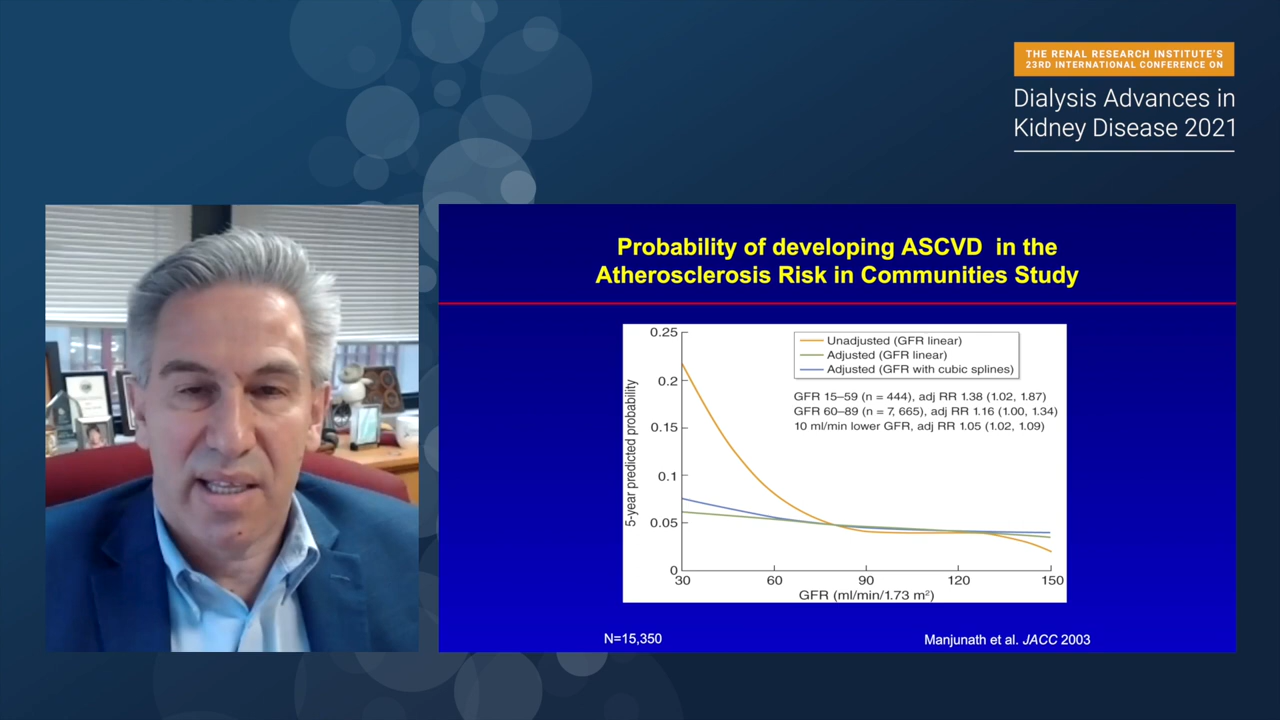 THE RENAL RESEARCH INSTITUTE'S
23RD INTERNATIONAL CONFERENCE ON
Dialysis Advances in
Kidney Disease 2021
Probability of developing ASCVD in the
Atherosclerosis Risk in Communities Study
0.25
0.2
0.15
0.1
0.05
0
5-year predicted probability
Unadjusted (GFR linear)
Adjusted (GFR linear)
Adjusted (GFR with cubic splines)
GFR 15–59 (n = 444), adj RR 1.38 (1.02, 1.87)
GFR 60–89 (n = 7, 665), adj RR 1.16 (1.00, 1.34)
10 ml/min lower GFR, adj RR 1.05 (1.02, 1.09)
30 60 90 120 150
GFR (ml/min/1.73 m²)
N=15,350
Manjunath et al. JACC 2003